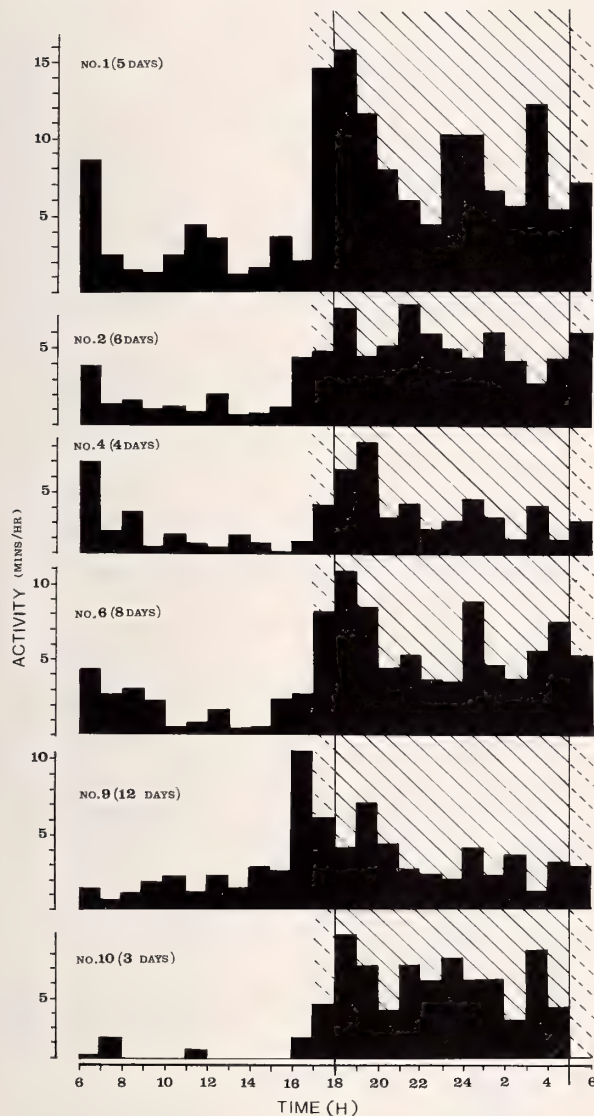 NO.1 (5 DAYS)
15
10
5
NO.2 (6 DAYS)
5
NO.4 (4 DAYS)
5
NO.6 (8 DAYS)
10
5
NO.9 (12 DAYS)
10
5
NO.10 (3 DAYS)
5
ACTIVITY (MINS/HR)
6 8 10 12 14 16 18 20 22 24 2 4 6
TIME (H)